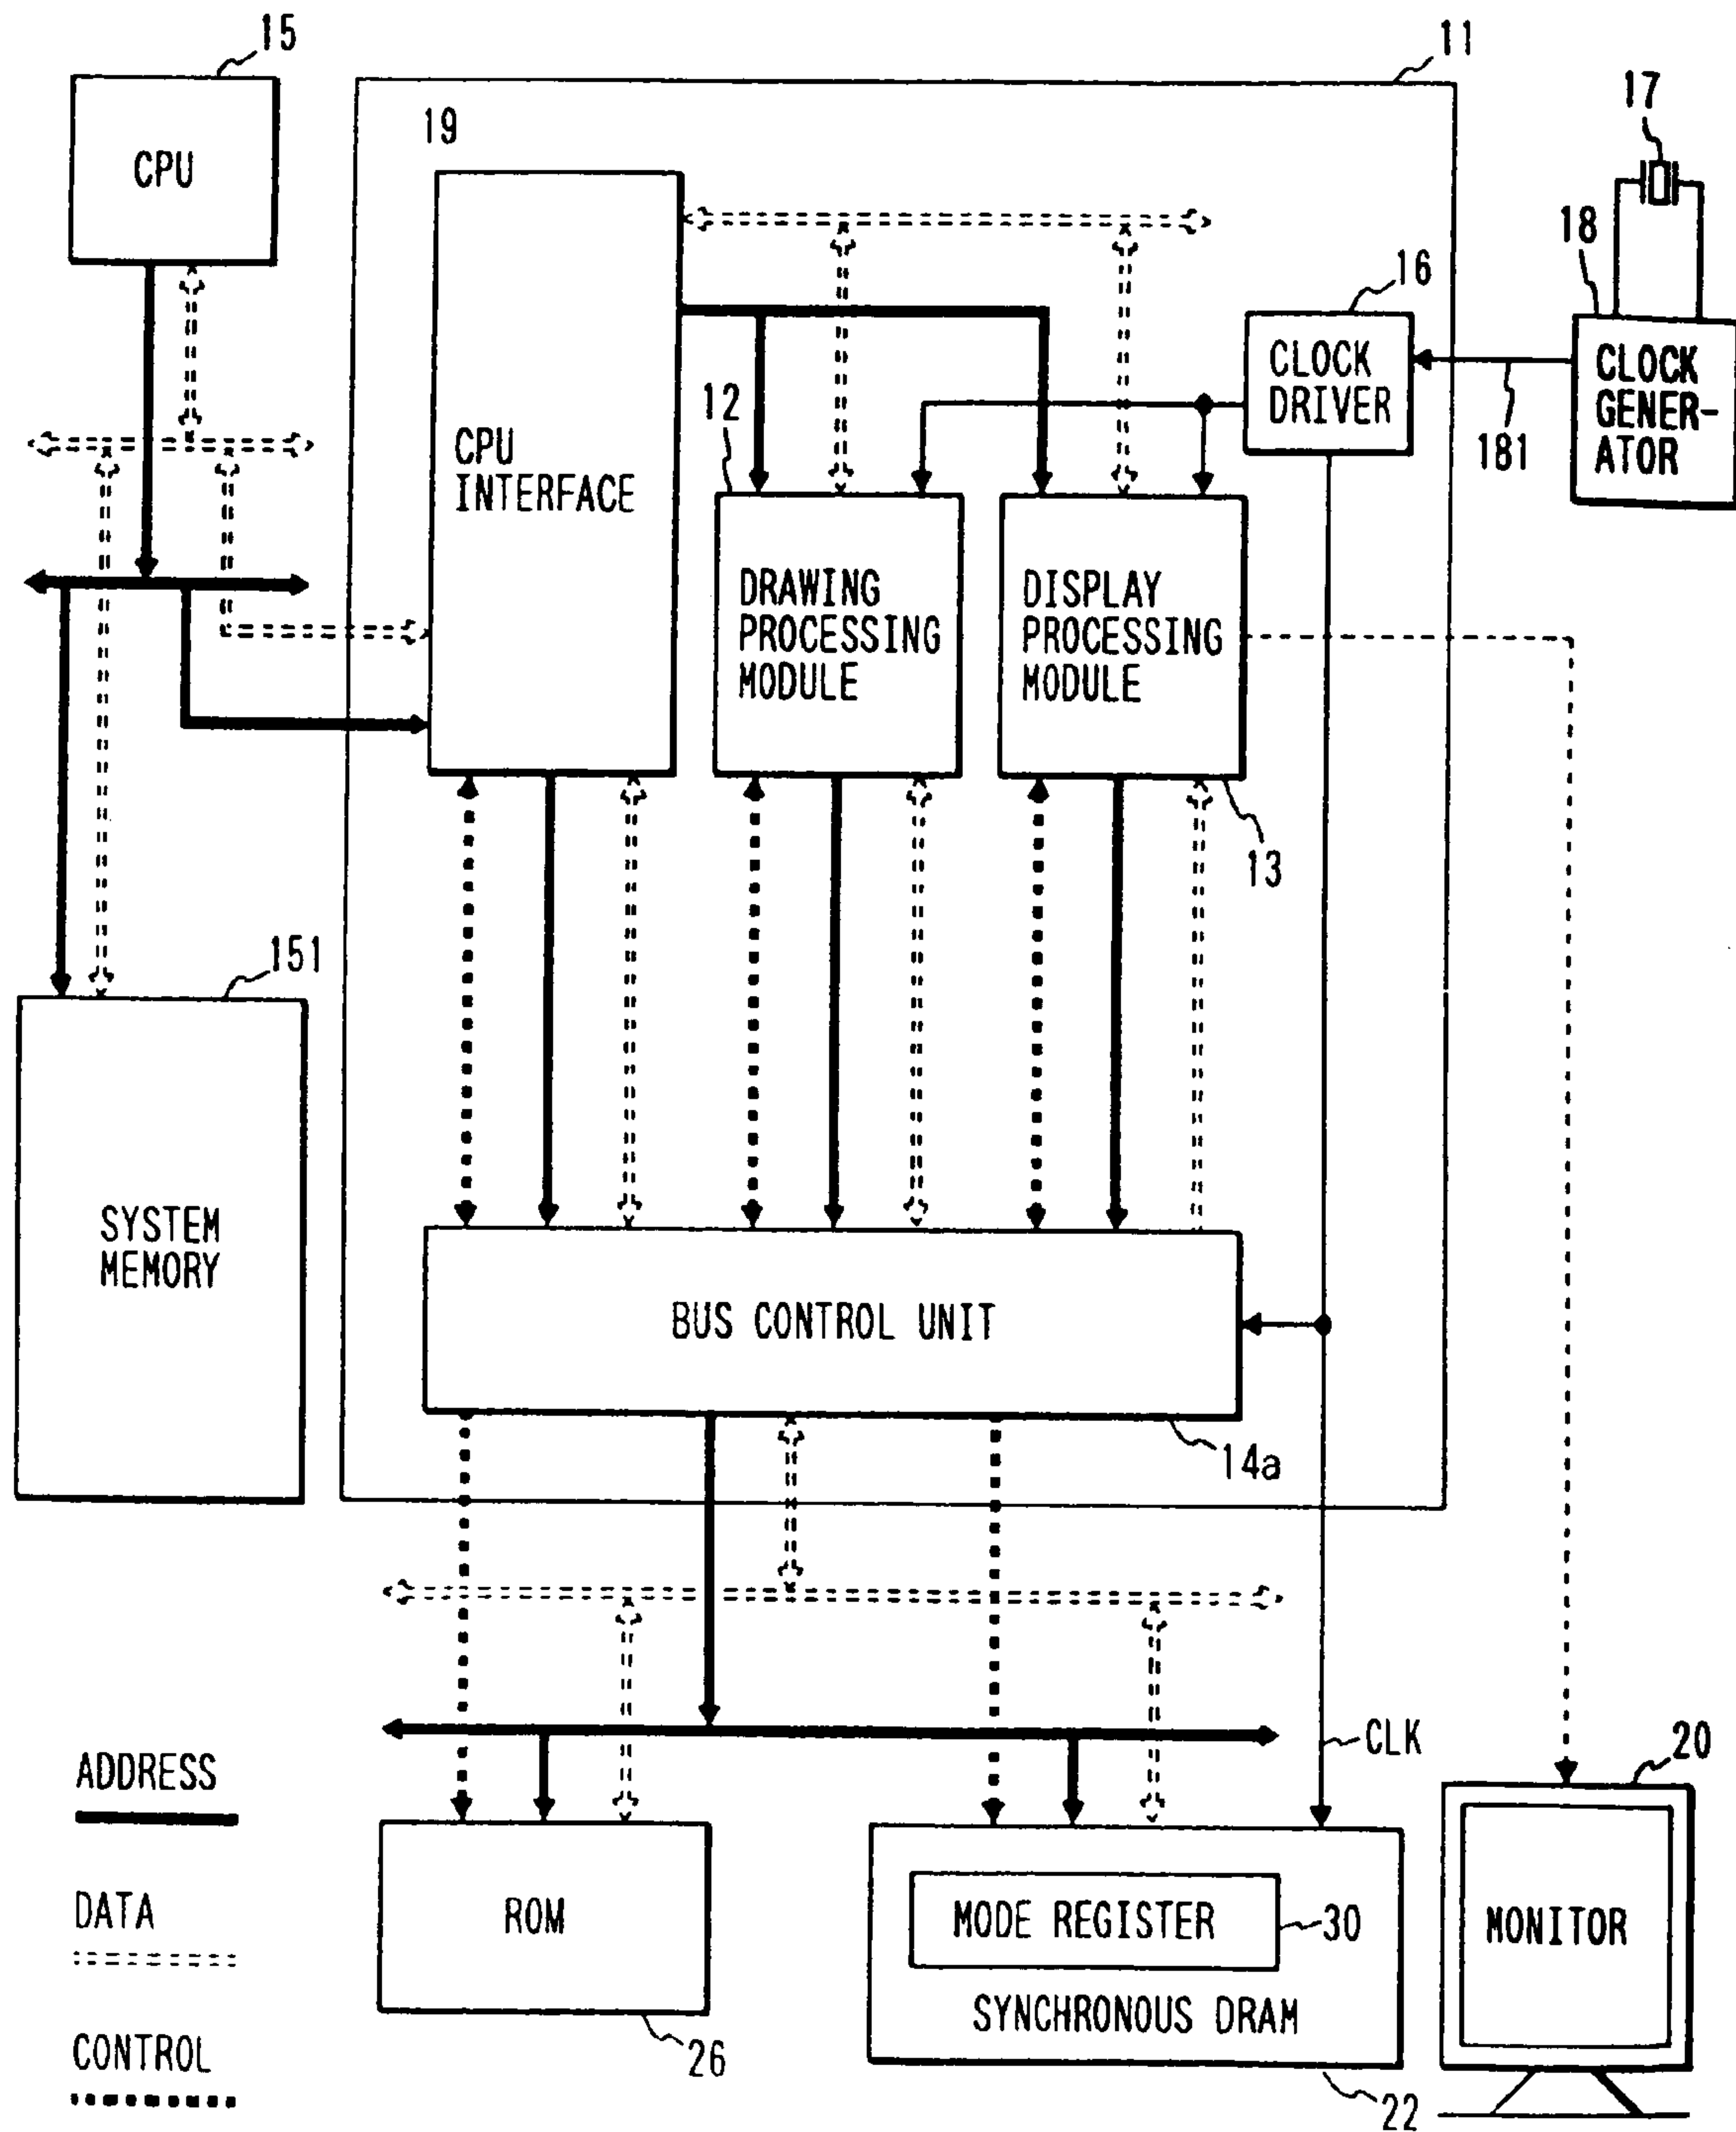 15
11
17
CPU
19
18
16
CLOCK
DRIVER
CLOCK
GENER-
ATOR
181
12
CPU
INTERFACE
DRAWING
PROCESSING
MODULE
DISPLAY
PROCESSING
MODULE
13
151
SYSTEM
MEMORY
BUS CONTROL UNIT
14a
CLK
20
ADDRESS
DATA
CONTROL
ROM
26
MODE REGISTER
30
SYNCHRONOUS DRAM
22
MONITOR